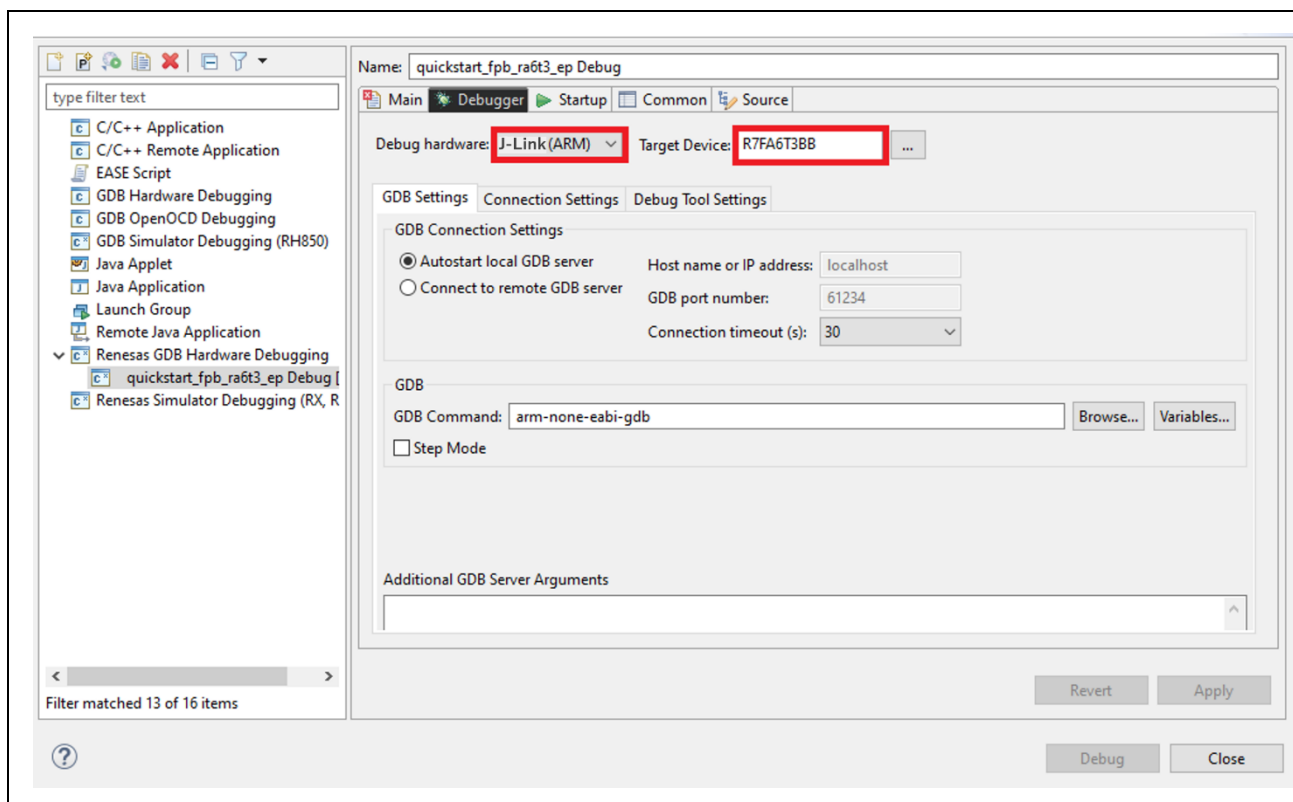 Name: quickstart_fpb_ra6t3_ep Debug
type filter text
C/C++ Application
C/C++ Remote Application
EASE Script
GDB Hardware Debugging
GDB OpenOCD Debugging
GDB Simulator Debugging (RH850)
Java Applet
Java Application
Launch Group
Remote Java Application
Renesas GDB Hardware Debugging
quickstart_fpb_ra6t3_ep Debug [
Renesas Simulator Debugging (RX, R
Filter matched 13 of 16 items
Main Debugger Startup Common Source
Debug hardware: J-Link (ARM) Target Device: R7FA6T3BB ...
GDB Settings Connection Settings Debug Tool Settings
GDB Connection Settings
Autostart local GDB server
Connect to remote GDB server
Host name or IP address: localhost
GDB port number: 61234
Connection timeout (s): 30
GDB
GDB Command: arm-none-eabi-gdb Browse... Variables...
Step Mode
Additional GDB Server Arguments
Revert Apply
? Debug Close